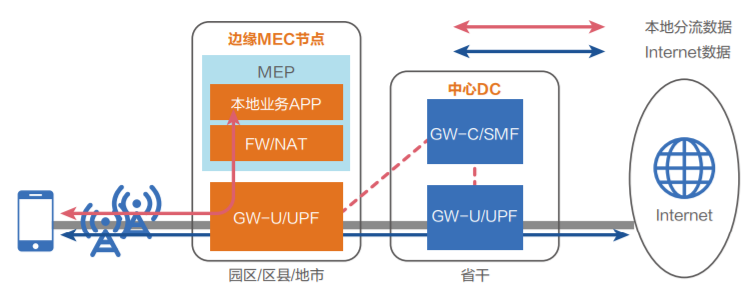 本地分流数据
Internet数据
边缘MEC节点
MEP
本地业务APP
FW/NAT
GW-U/UPF
园区/区县/地市
中心DC
GW-C/SMF
GW-U/UPF
省干
Internet